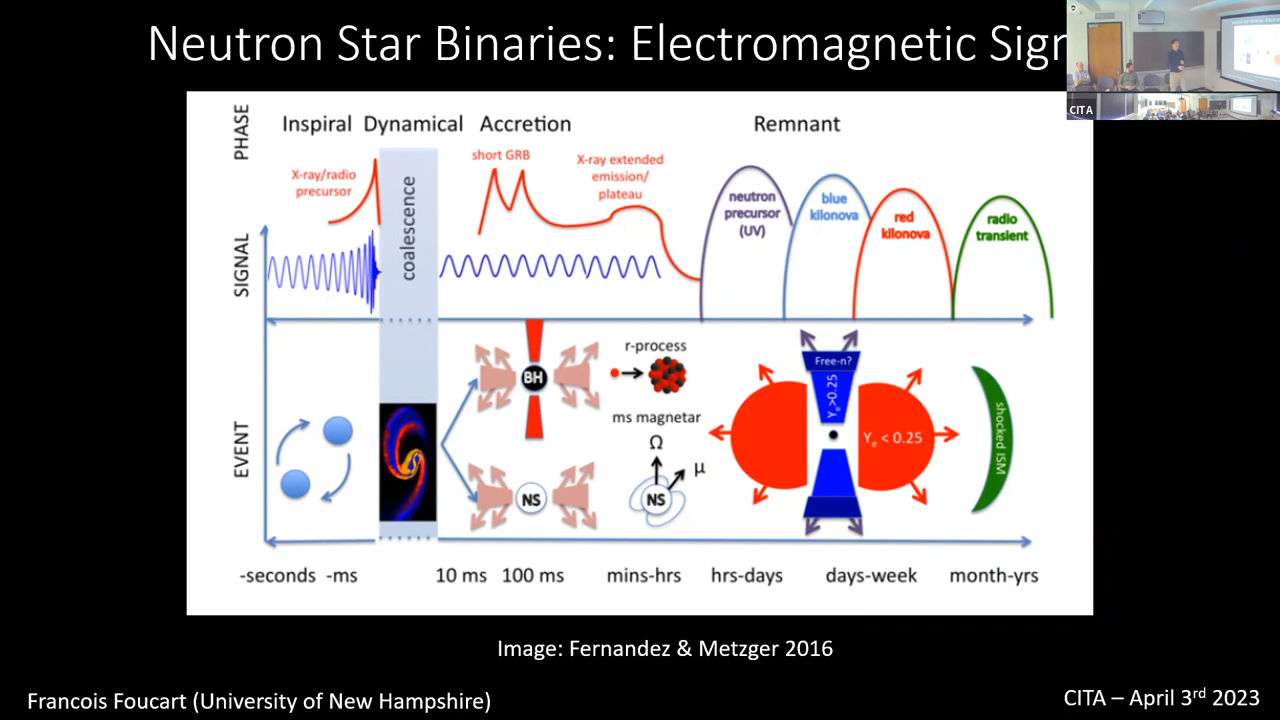 Neutron Star Binaries: Electromagnetic Sign
CITA
PHASE
Inspiral
Dynamical
Accretion
Remnant
SIGNAL
X-ray/radio
precursor
coalescence
short GRB
X-ray extended
emission/
plateau
neutron
precursor
(UV)
blue
kilonova
red
kilonova
radio
transient
EVENT
BH
NS
r-process
ms magnetar
Ω
μ
NS
Free-n?
Ye>0.25
Ye < 0.25
shocked ISM
-seconds
-ms
10 ms
100 ms
mins-hrs
hrs-days
days-week
month-yrs
Image: Fernandez & Metzger 2016
Francois Foucart (University of New Hampshire)
CITA – April 3rd 2023